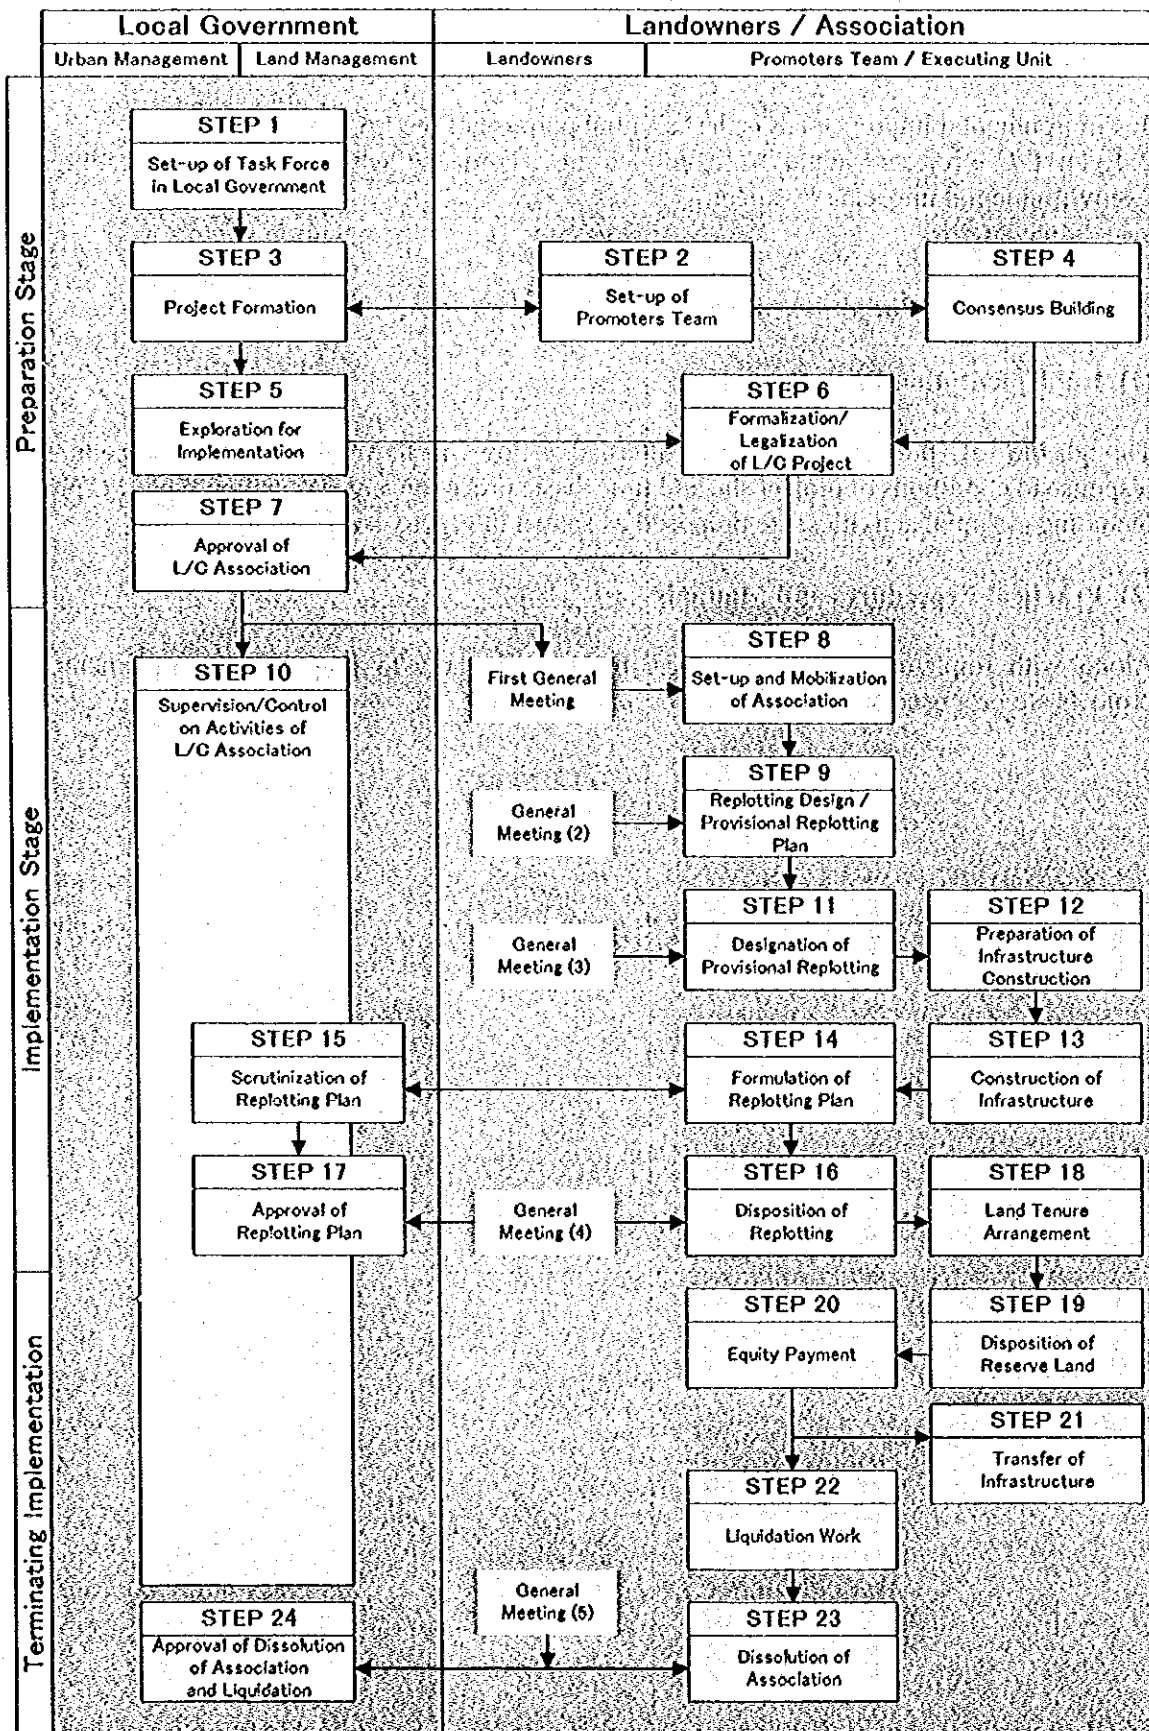 Local Government
Landowners / Association
Urban Management
Land Management
Landowners
Promoters Team / Executing Unit
Preparation Stage
STEP 1
Set-up of Task Force
in Local Government
STEP 3
Project Formation
STEP 2
Set-up of
Promoters Team
STEP 4
Consensus Building
STEP 5
Exploration for
Implementation
STEP 6
Formalization/
Legalization
of L/C Project
STEP 7
Approval of
L/C Association
Implementation Stage
STEP 10
Supervision/Control
on Activities of
L/C Association
First General
Meeting
STEP 8
Set-up and Mobilization
of Association
General
Meeting (2)
STEP 9
Replotting Design /
Provisional Replotting
Plan
General
Meeting (3)
STEP 11
Designation of
Provisional Replotting
STEP 12
Preparation of
Infrastructure
Construction
STEP 15
Scrutinization of
Replotting Plan
STEP 14
Formulation of
Replotting Plan
STEP 13
Construction of
Infrastructure
STEP 17
Approval of
Replotting Plan
General
Meeting (4)
STEP 16
Disposition of
Replotting
STEP 18
Land Tenure
Arrangement
Terminating Implementation
STEP 20
Equity Payment
STEP 19
Disposition of
Reserve Land
STEP 21
Transfer of
Infrastructure
STEP 22
Liquidation Work
General
Meeting (5)
STEP 24
Approval of Dissolution
of Association
and Liquidation
STEP 23
Dissolution of
Association